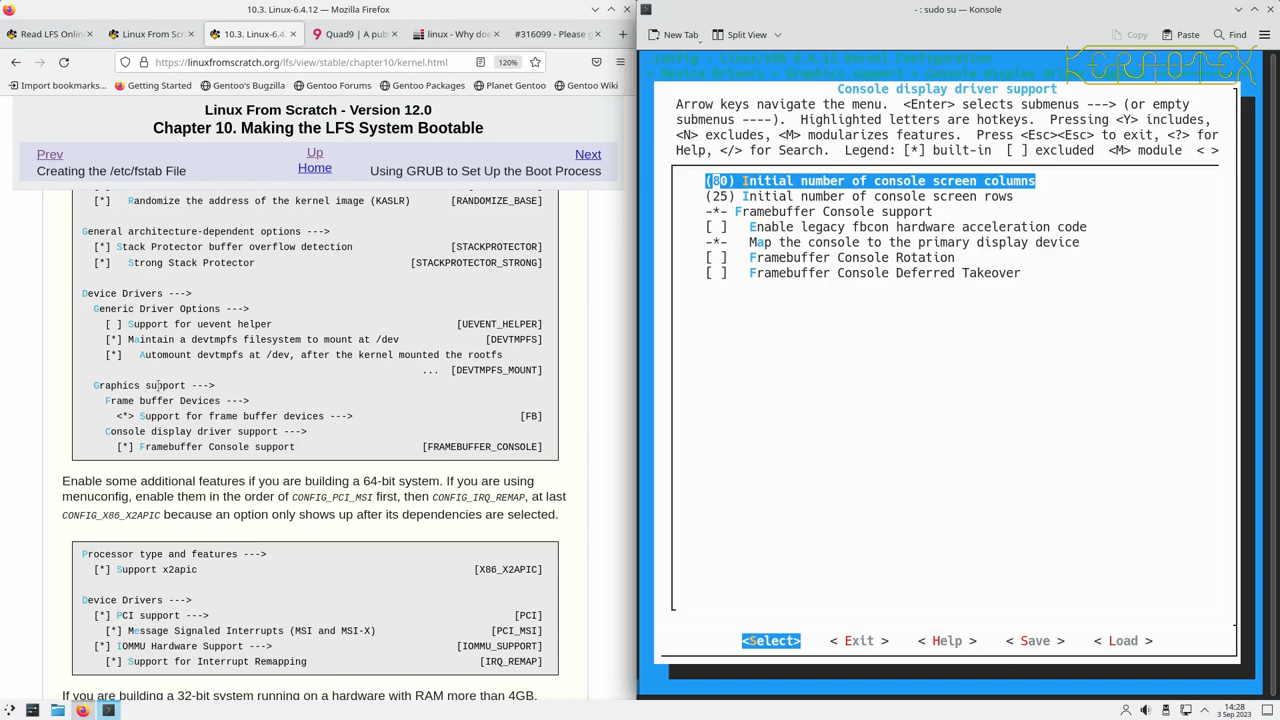 10.3. Linux-6.4.12 — Mozilla Firefox
Read LFS Onlin
Linux From Scra
10.3. Linux-6.4
Quad9 | A publ
linux - Why doe
#316099 - Please g
https://linuxfromscratch.org/lfs/view/stable/chapter10/kernel.html
120%
Import bookmarks...
Getting Started
Gentoo's Forums
Gentoo Packages
Planet Gentoo
Gentoo Wiki
Linux From Scratch - Version 12.0
Chapter 10. Making the LFS System Bootable
Prev
Up
Next
Creating the /etc/fstab File
Home
Using GRUB to Set Up the Boot Process
[*] Randomize the address of the kernel image (KASLR) [RANDOMIZE_BASE]
General architecture-dependent options --->
[*] Stack Protector buffer overflow detection [STACKPROTECTOR]
[*] Strong Stack Protector [STACKPROTECTOR_STRONG]
Device Drivers --->
Generic Driver Options --->
[ ] Support for uevent helper [UEVENT_HELPER]
[*] Maintain a devtmpfs filesystem to mount at /dev [DEVTMPFS]
[*] Automount devtmpfs at /dev, after the kernel mounted the rootfs
... [DEVTMPFS_MOUNT]
Graphics support --->
Frame buffer Devices --->
<*> Support for frame buffer devices ---> [FB]
Console display driver support --->
[*] Framebuffer Console support [FRAMEBUFFER_CONSOLE]
Enable some additional features if you are building a 64-bit system. If you are using
menuconfig, enable them in the order of CONFIG_PCI_MSI first, then CONFIG_IRQ_REMAP, at last
CONFIG_X86_X2APIC because an option only shows up after its dependencies are selected.
Processor type and features --->
[*] Support x2apic [X86_X2APIC]
Device Drivers --->
[*] PCI support ---> [PCI]
[*] Message Signaled Interrupts (MSI and MSI-X) [PCI_MSI]
[*] IOMMU Hardware Support ---> [IOMMU_SUPPORT]
[*] Support for Interrupt Remapping [IRQ_REMAP]
If you are building a 32-bit system running on a hardware with RAM more than 4GB,
- : sudo su — Konsole
New Tab
Split View
Copy
Paste
Find
.config - Linux/x86 6.4.12 Kernel Configuration
> Device Drivers > Graphics support > Console display dri
KERNOTEX
Console display driver support
Arrow keys navigate the menu. <Enter> selects submenus ---> (or empty
submenus ----). Highlighted letters are hotkeys. Pressing <Y> includes,
<N> excludes, <M> modularizes features. Press <Esc><Esc> to exit, <?> for
Help, </> for Search. Legend: [*] built-in [ ] excluded <M> module < >
(80) Initial number of console screen columns
(25) Initial number of console screen rows
-*- Framebuffer Console support
[ ] Enable legacy fbcon hardware acceleration code
-*- Map the console to the primary display device
[ ] Framebuffer Console Rotation
[ ] Framebuffer Console Deferred Takeover
<Select> < Exit > < Help > < Save > < Load >
14:28
3 Sep 2023